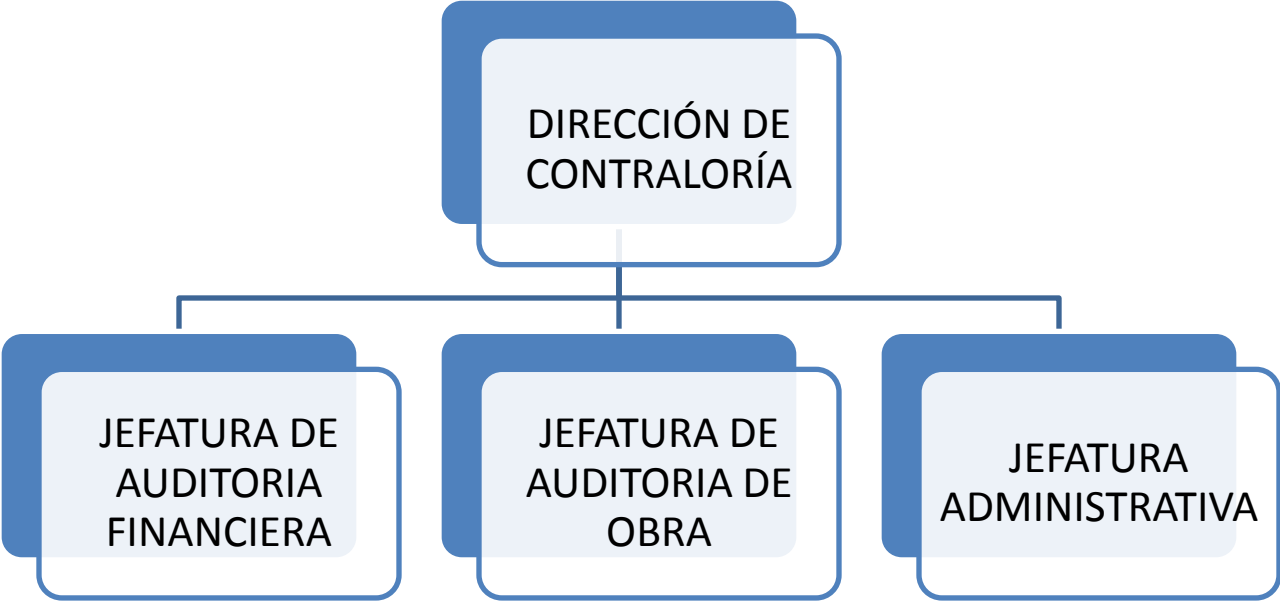 DIRECCIÓN DE
CONTRALORÍA
JEFATURA DE
AUDITORIA
FINANCIERA
JEFATURA DE
AUDITORIA DE
OBRA
JEFATURA
ADMINISTRATIVA